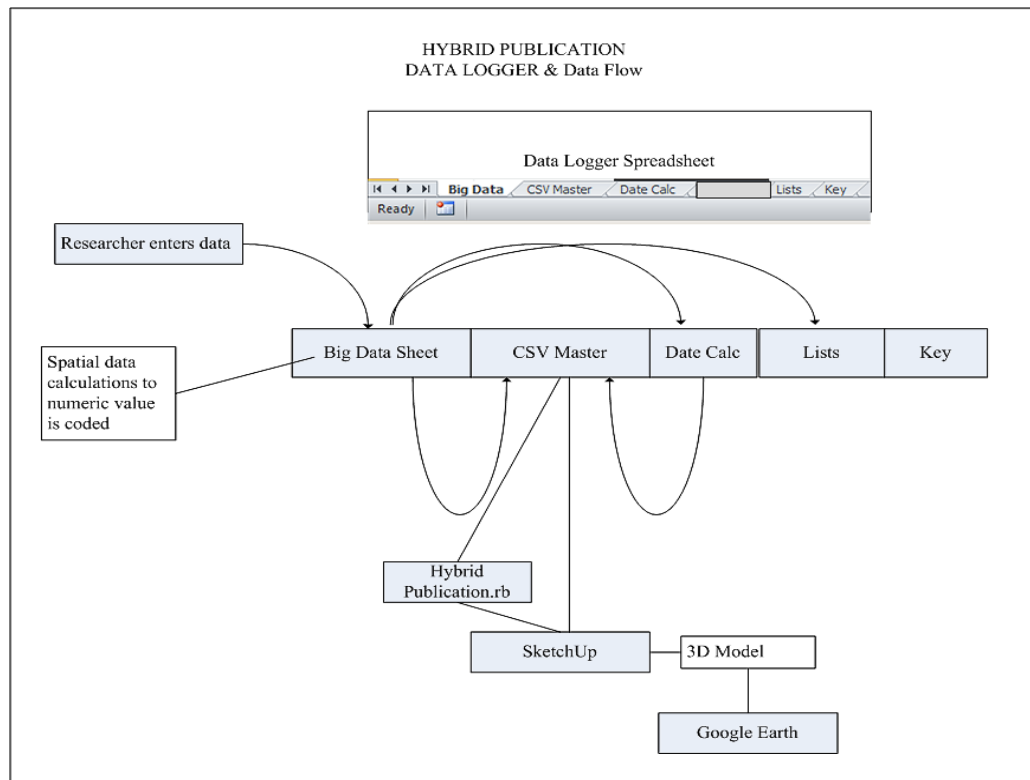 HYBRID PUBLICATION
DATA LOGGER & Data Flow
Data Logger Spreadsheet
Big Data CSV Master Date Calc Lists Key
Ready
Researcher enters data
Big Data Sheet CSV Master Date Calc Lists Key
Spatial data
calculations to
numeric value
is coded
Hybrid
Publication.rb
SketchUp
3D Model
Google Earth